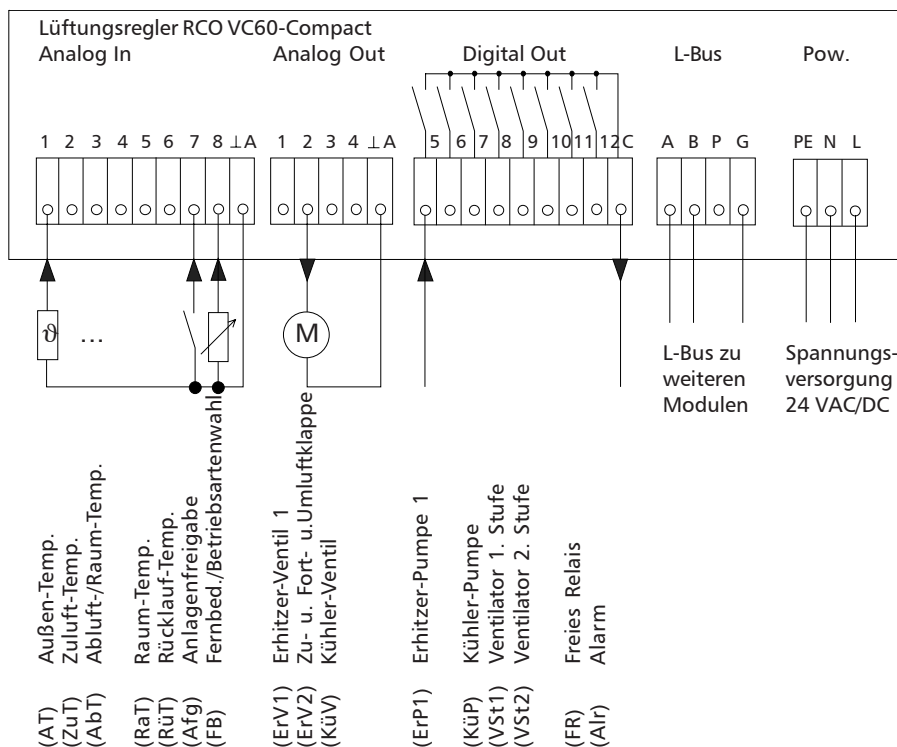 Lüftungsregler RCO VC60-Compact
Analog In
Analog Out
Digital Out
L-Bus
Pow.
1 2 3 4 5 6 7 8 ⊥A
1 2 3 4 ⊥A
5 6 7 8 9 10 11 12 C
A B P G
PE N L
ϑ
...
M
L-Bus zu
weiteren
Modulen
Spannungs-
versorgung
24 VAC/DC
(AT) Außen-Temp.
(ZuT) Zuluft-Temp.
(AbT) Abluft-/Raum-Temp.
(RaT) Raum-Temp.
(RüT) Rücklauf-Temp.
(Afg) Anlagenfreigabe
(FB) Fernbed./Betriebsartenwahl
(ErV1) Erhitzer-Ventil 1
(ErV2) Zu- u. Fort- u.Umluftklappe
(KüV) Kühler-Ventil
(ErP1) Erhitzer-Pumpe 1
(KüP) Kühler-Pumpe
(VSt1) Ventilator 1. Stufe
(VSt2) Ventilator 2. Stufe
(FR) Freies Relais
(Alr) Alarm